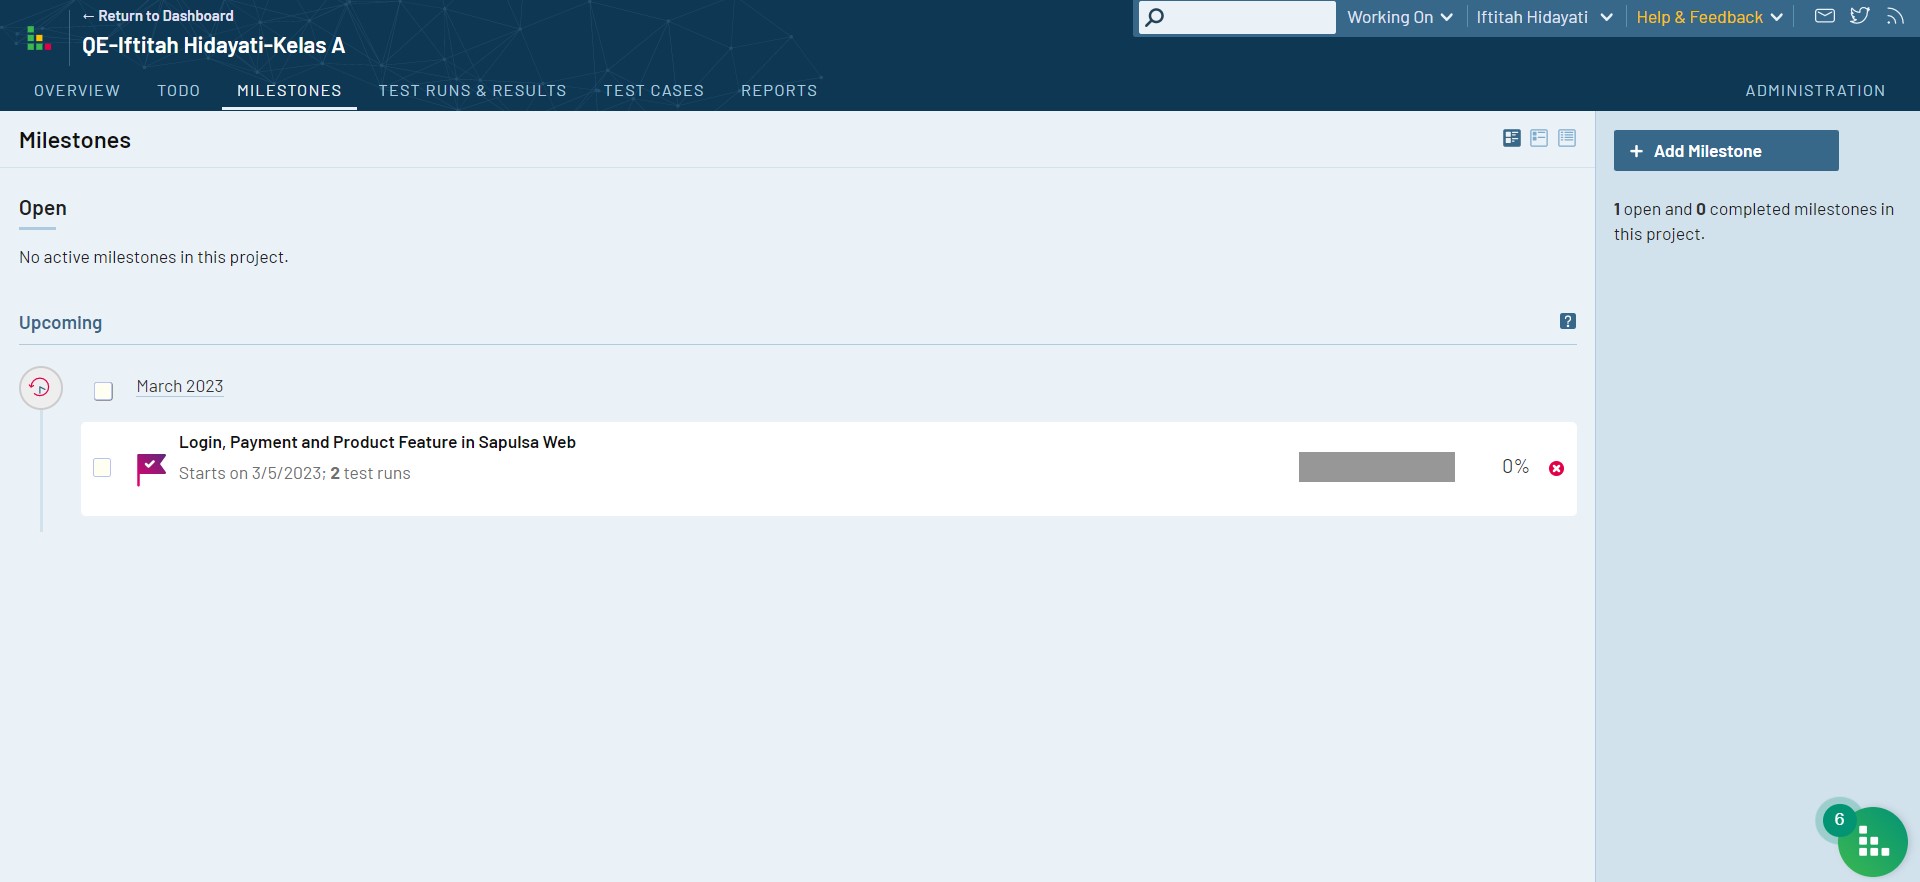 ← Return to Dashboard
QE-Iftitah Hidayati-Kelas A
Working On
Iftitah Hidayati
Help & Feedback
OVERVIEW
TODO
MILESTONES
TEST RUNS & RESULTS
TEST CASES
REPORTS
ADMINISTRATION
Milestones
+ Add Milestone
1 open and 0 completed milestones in
this project.
Open
No active milestones in this project.
Upcoming
?
March 2023
Login, Payment and Product Feature in Sapulsa Web
Starts on 3/5/2023; 2 test runs
0%
6